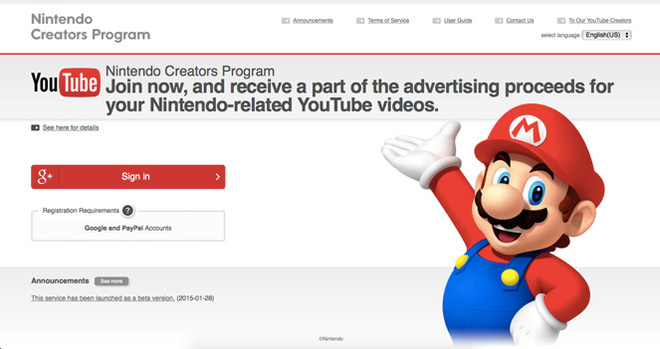 Nintendo
Creators Program
Announcements
Terms of Service
User Guide
Contact Us
To Our YouTube Creators
select language English(US)
YouTube
Nintendo Creators Program
Join now, and receive a part of the advertising proceeds for
your Nintendo-related YouTube videos.
See here for details
g+ Sign in
Registration Requirements ?
Google and PayPal Accounts
M
Announcements See more
This service has been launched as a beta version. (2015-01-28)
©Nintendo